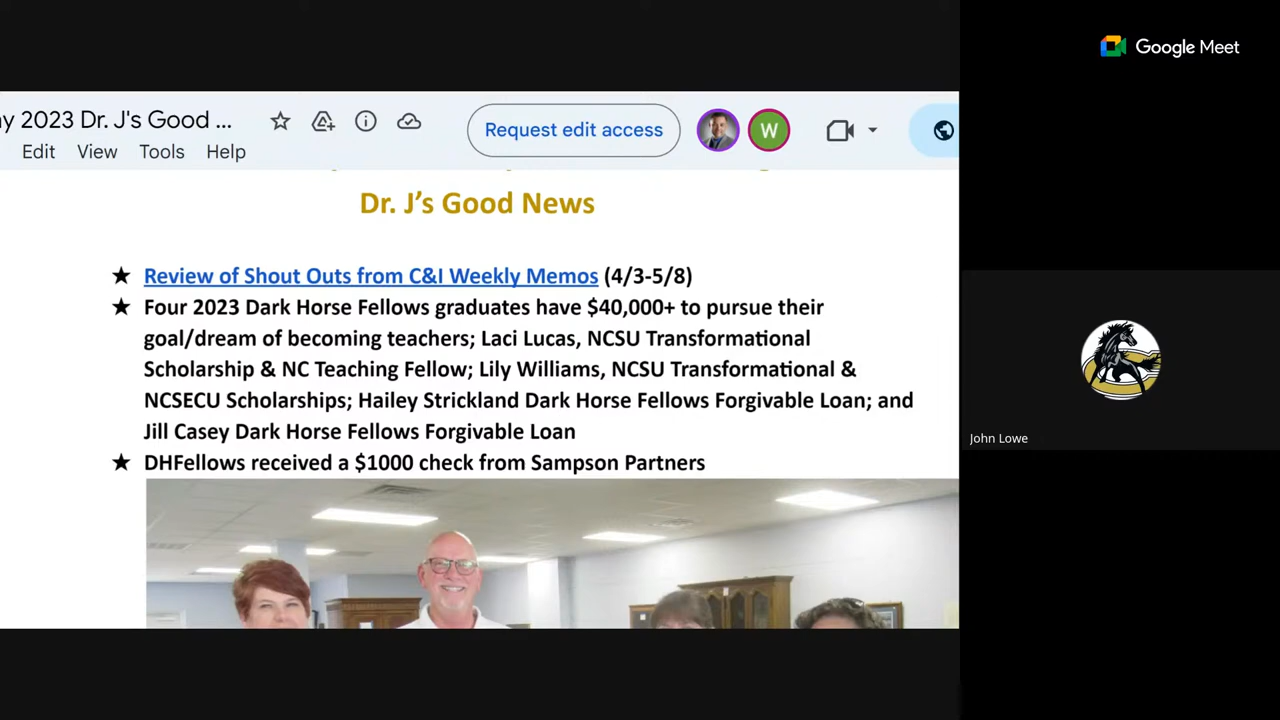 Google Meet
ay 2023 Dr. J's Good ...
Request edit access
W
Edit View Tools Help
Dr. J's Good News
★ Review of Shout Outs from C&I Weekly Memos (4/3-5/8)
★ Four 2023 Dark Horse Fellows graduates have $40,000+ to pursue their
goal/dream of becoming teachers; Laci Lucas, NCSU Transformational
Scholarship & NC Teaching Fellow; Lily Williams, NCSU Transformational &
NCSECU Scholarships; Hailey Strickland Dark Horse Fellows Forgivable Loan; and
Jill Casey Dark Horse Fellows Forgivable Loan
★ DHFellows received a $1000 check from Sampson Partners
John Lowe